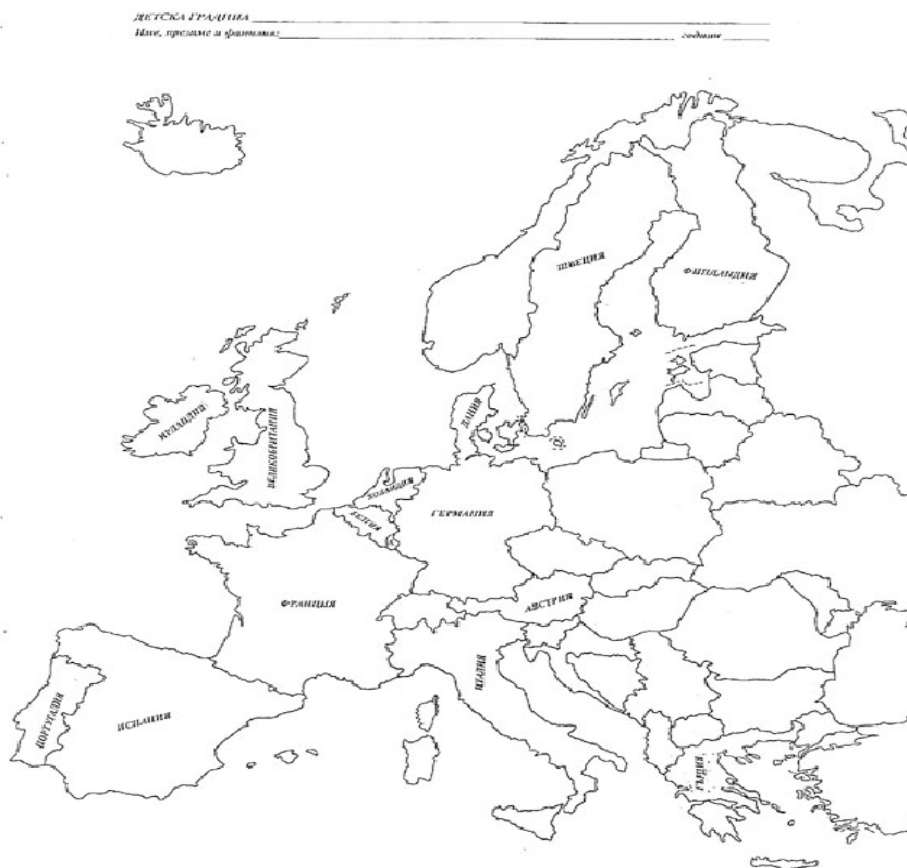 ДЕТСКА ГРАДИНА
Име, презиме и фамилия: година
ШВЕЦИЯ
ФИНЛАНДИЯ
ДАНИЯ
ИРЛАНДИЯ
ВЕЛИКОБРИТАНИЯ
ХОЛАНДИЯ
БЕЛГИЯ
ГЕРМАНИЯ
ФРАНЦИЯ
АВСТРИЯ
ИТАЛИЯ
ПОРТУГАЛИЯ
ИСПАНИЯ
ГЪРЦИЯ